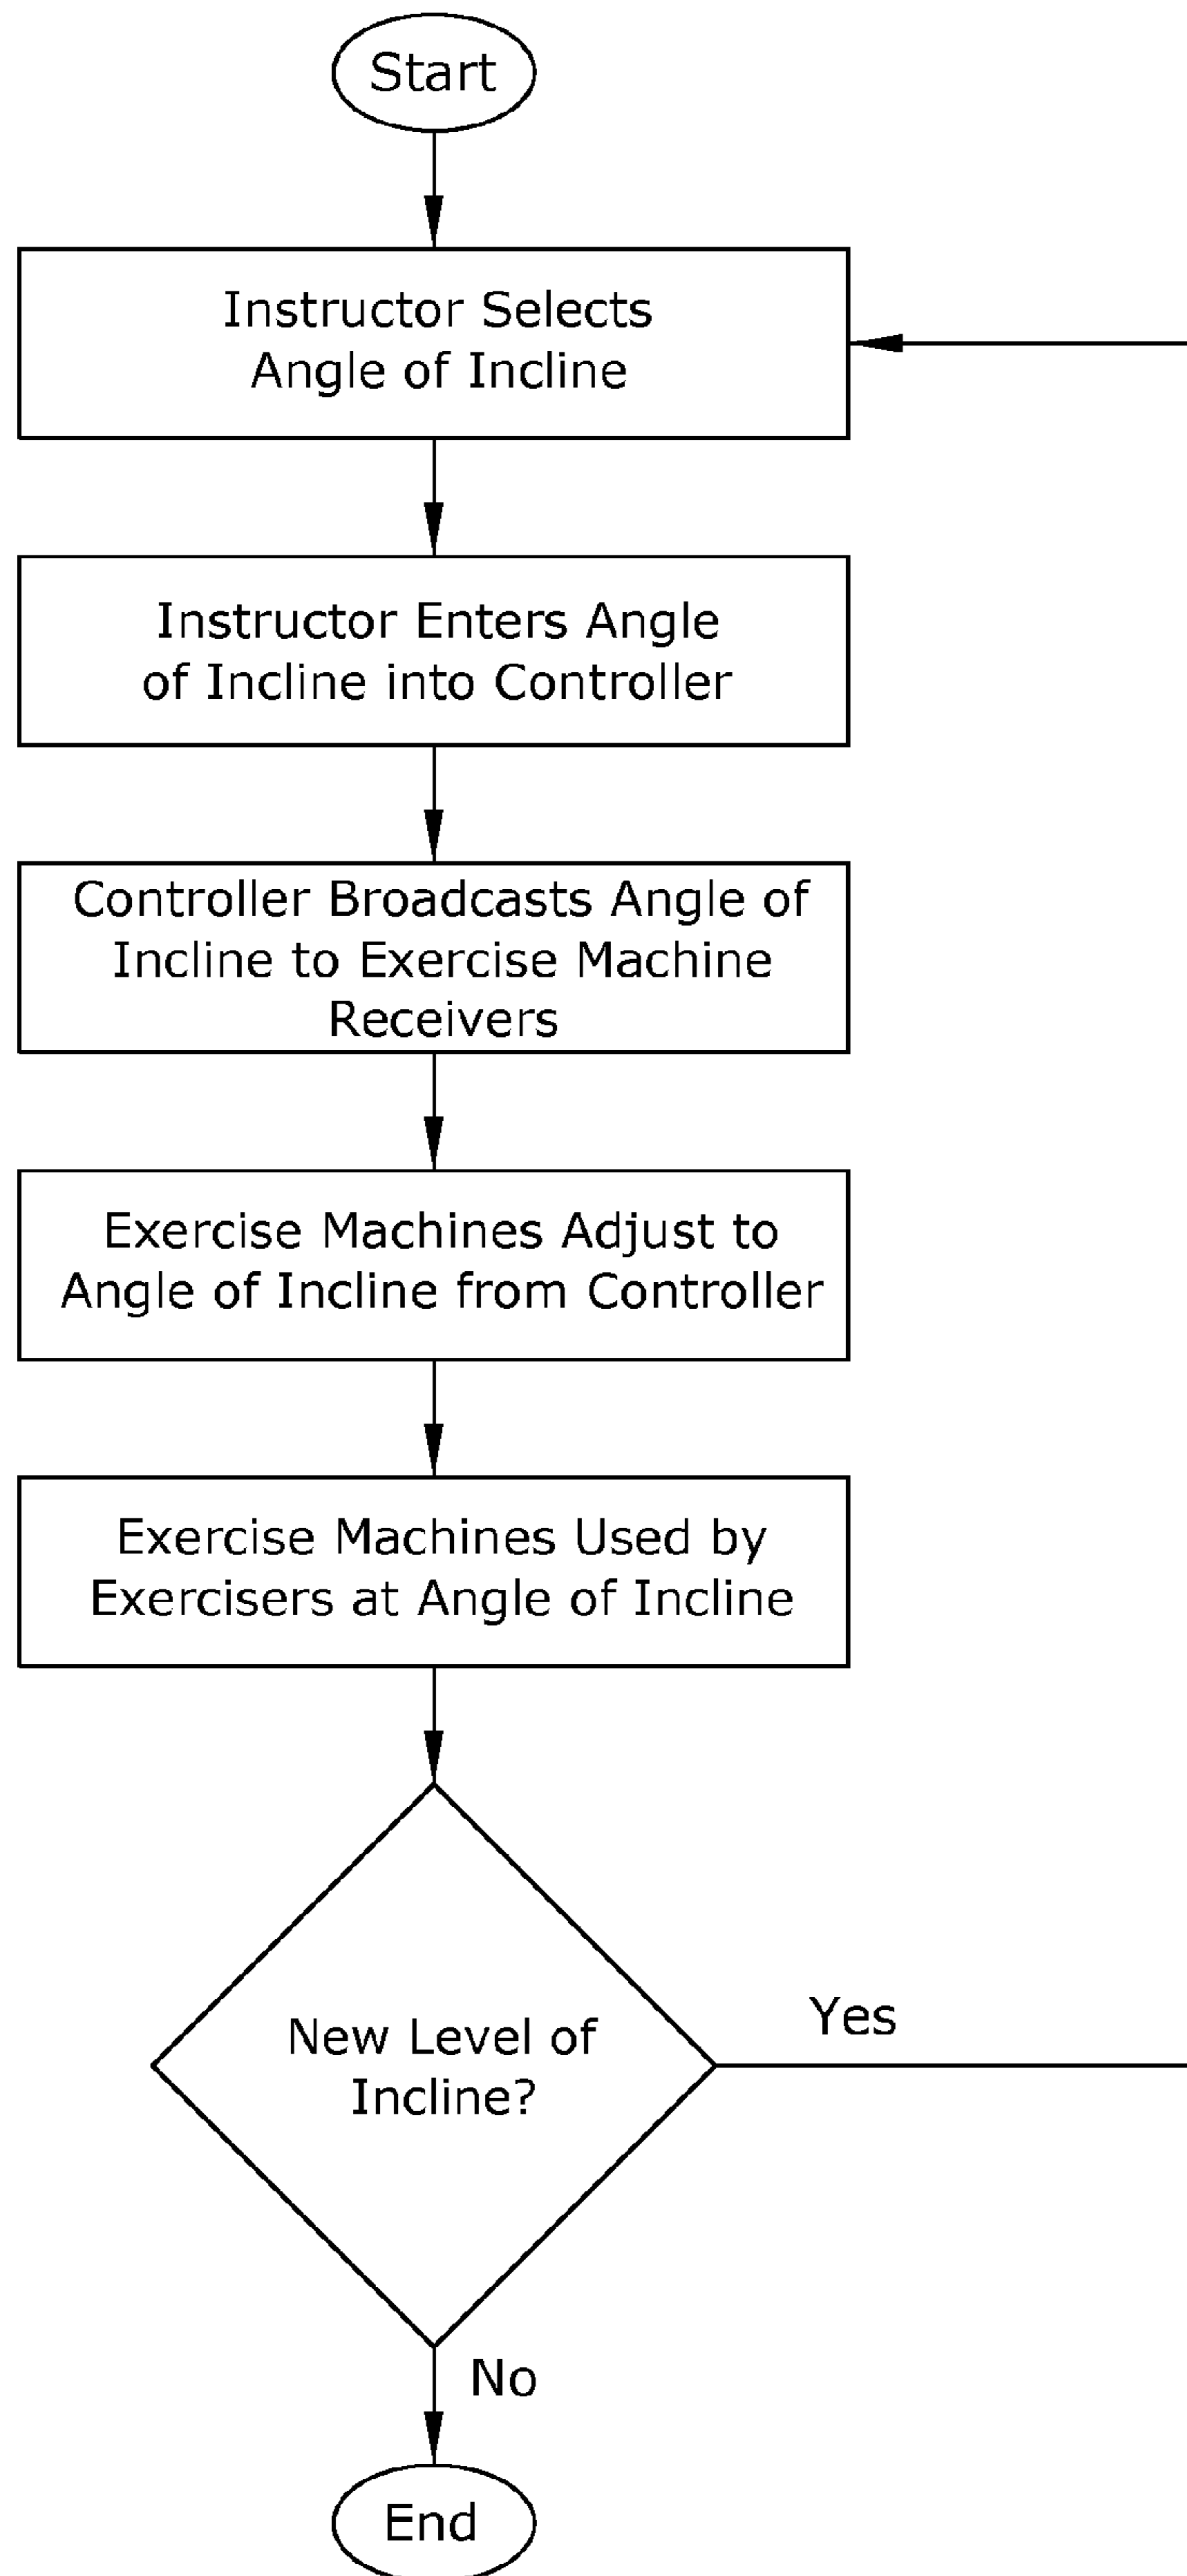 Start
Instructor Selects
Angle of Incline
Instructor Enters Angle
of Incline into Controller
Controller Broadcasts Angle of
Incline to Exercise Machine
Receivers
Exercise Machines Adjust to
Angle of Incline from Controller
Exercise Machines Used by
Exercisers at Angle of Incline
New Level of
Incline?
Yes
No
End